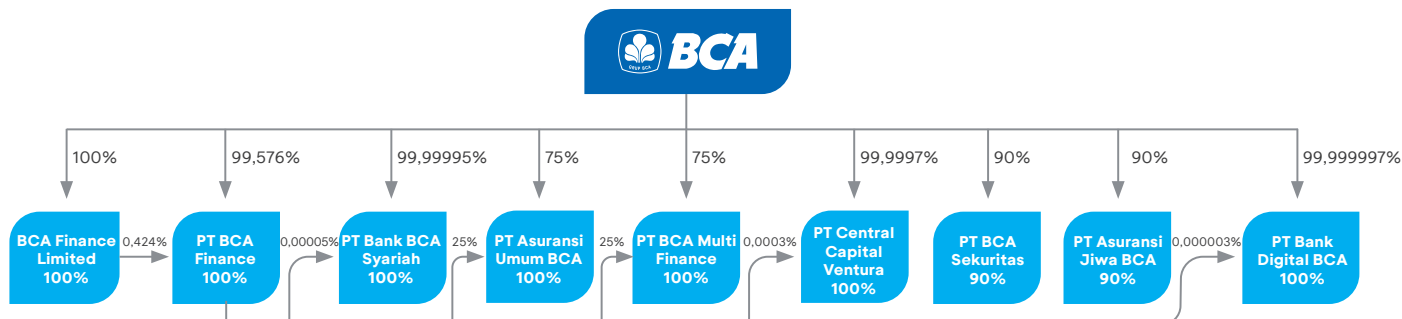 GRUP BCA
BCA
100%
99,576%
99,99995%
75%
75%
99,9997%
90%
90%
99,999997%
BCA Finance
Limited
100%
0,424%
PT BCA
Finance
100%
0,00005%
PT Bank BCA
Syariah
100%
25%
PT Asuransi
Umum BCA
100%
25%
PT BCA Multi
Finance
100%
0,0003%
PT Central
Capital
Ventura
100%
PT BCA
Sekuritas
90%
PT Asuransi
Jiwa BCA
90%
0,000003%
PT Bank
Digital BCA
100%